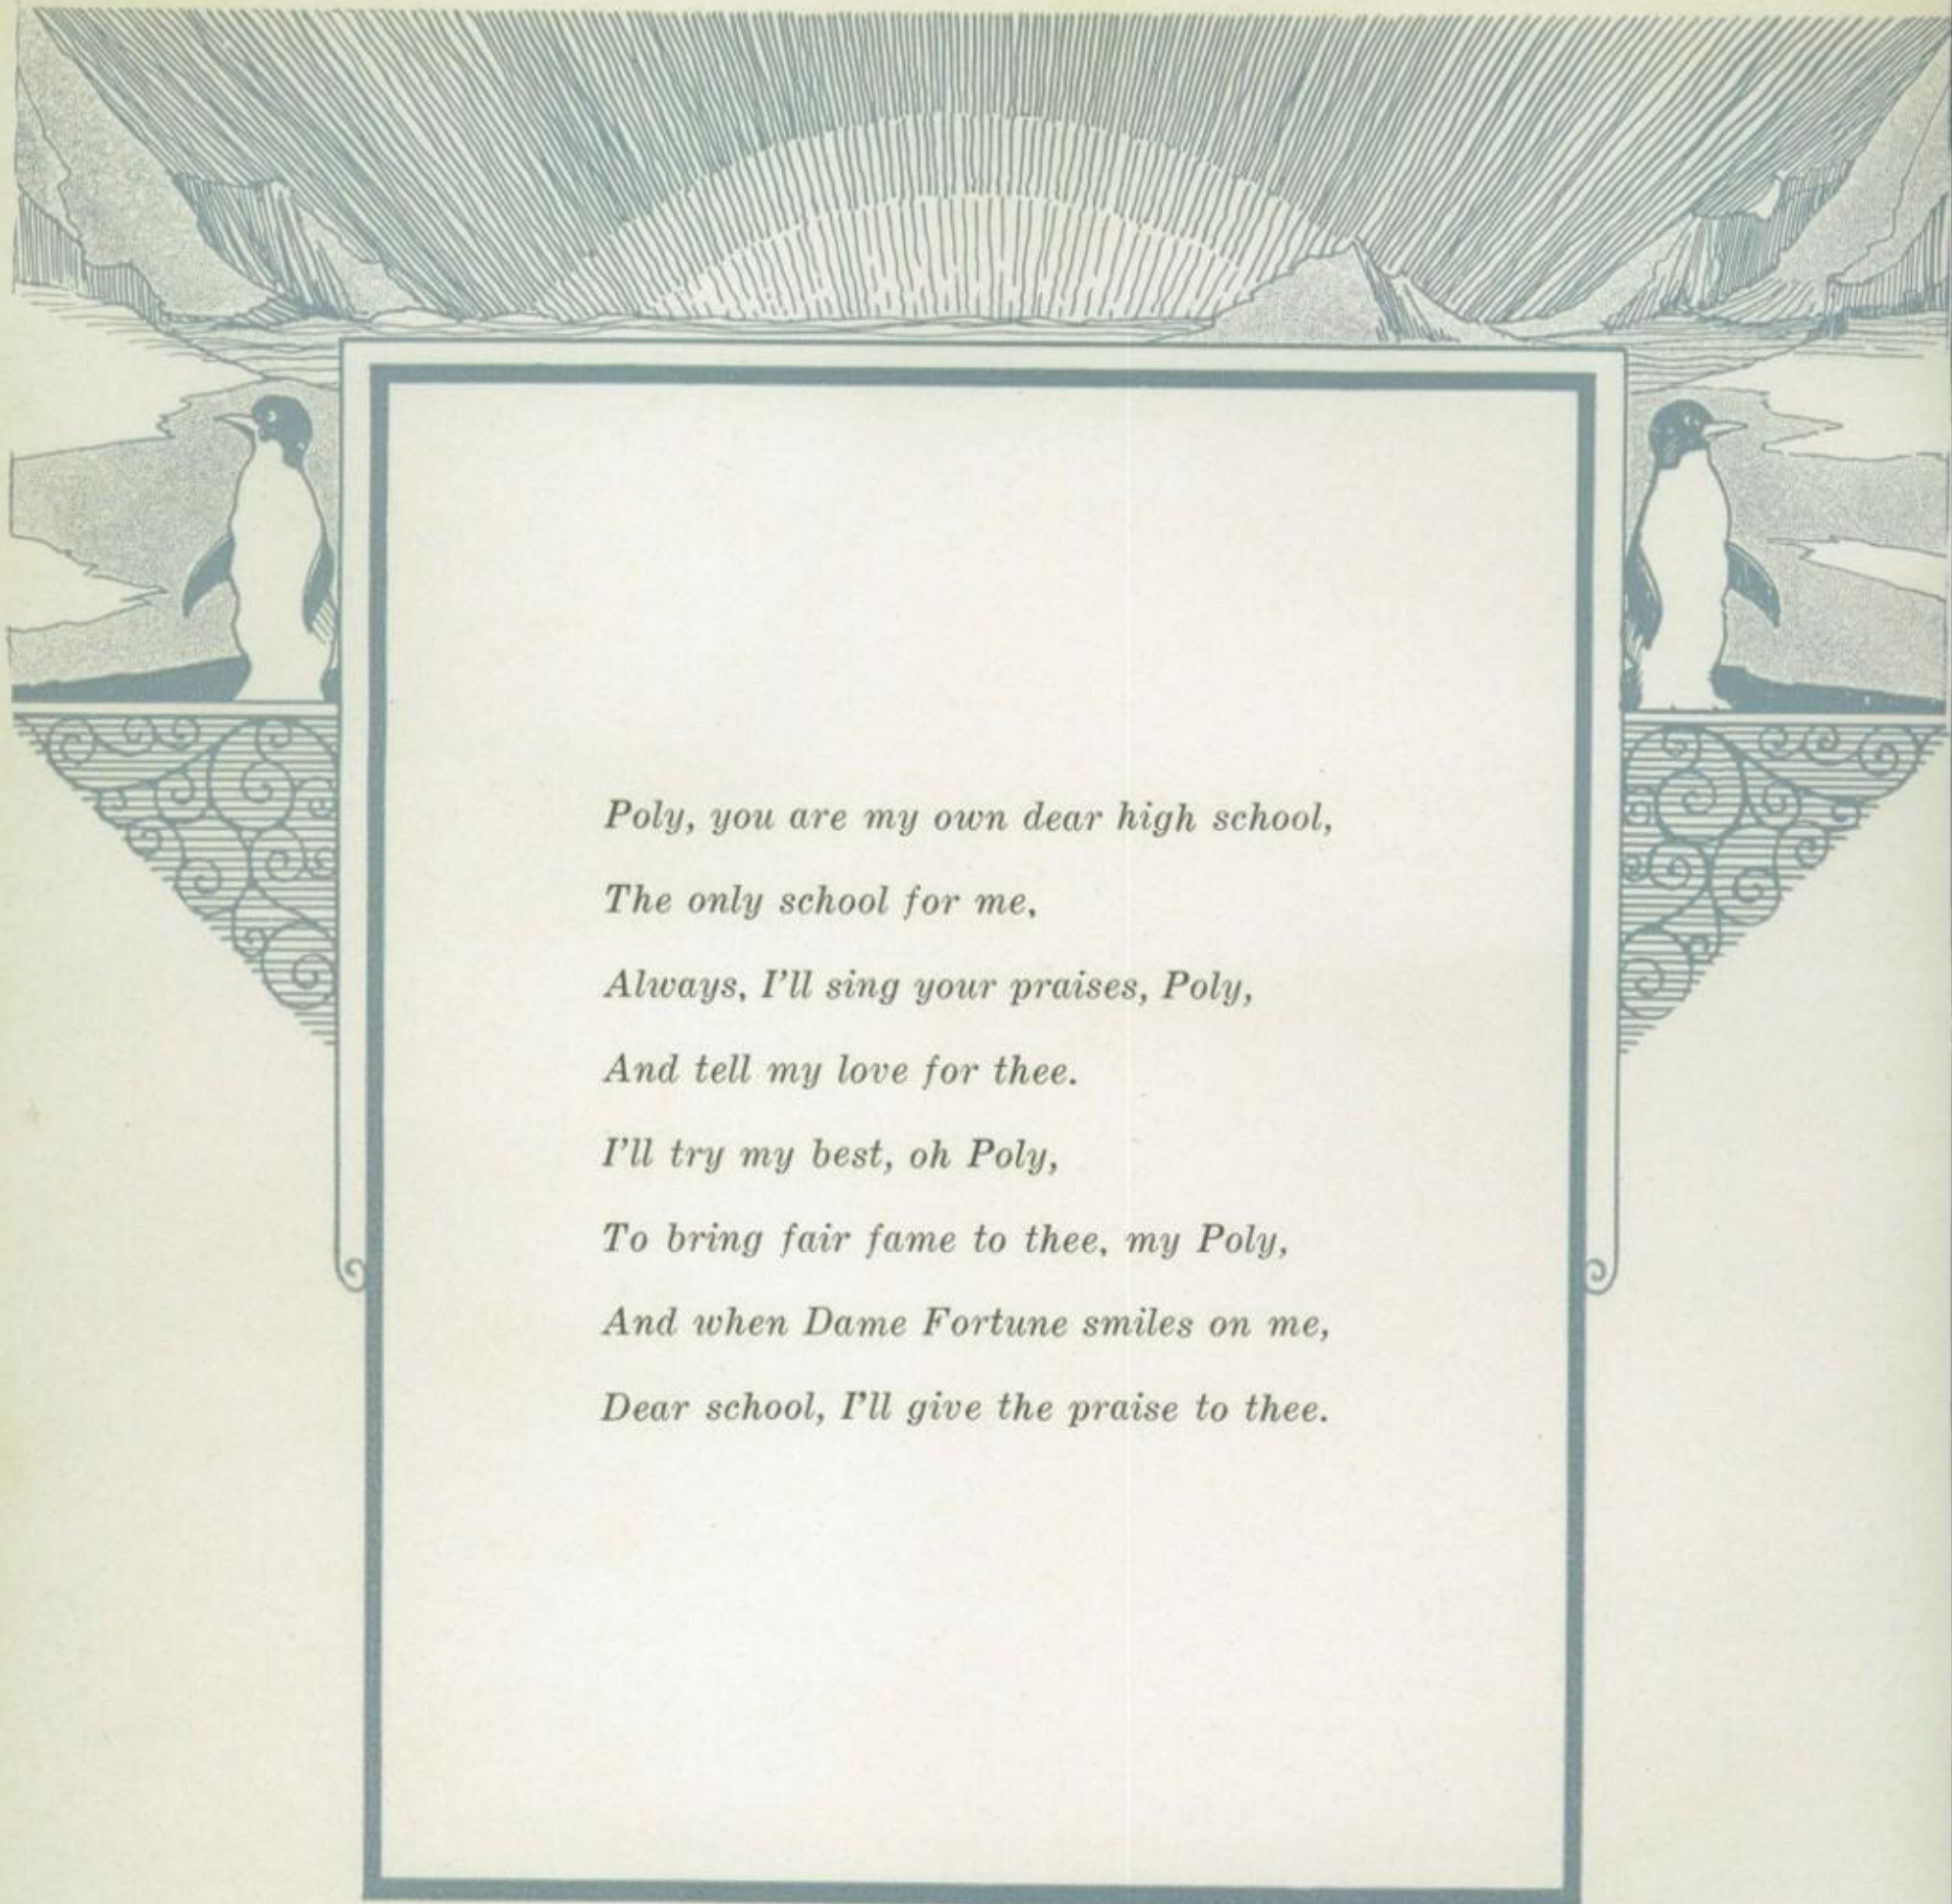 Poly, you are my own dear high school,
The only school for me,
Always, I'll sing your praises, Poly,
And tell my love for thee.
I'll try my best, oh Poly,
To bring fair fame to thee, my Poly,
And when Dame Fortune smiles on me,
Dear school, I'll give the praise to thee.